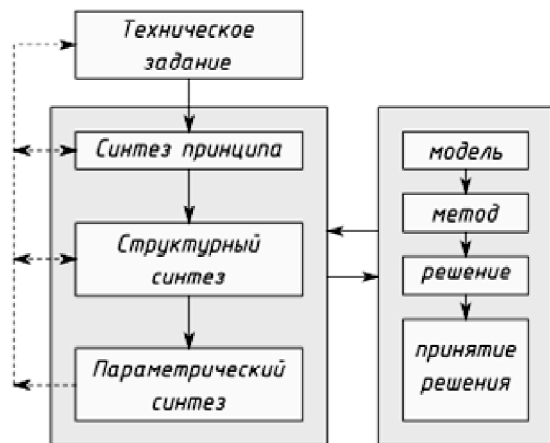 Техническое
задание
Синтез принципа
Структурный
синтез
Параметрический
синтез
модель
метод
решение
принятие
решения